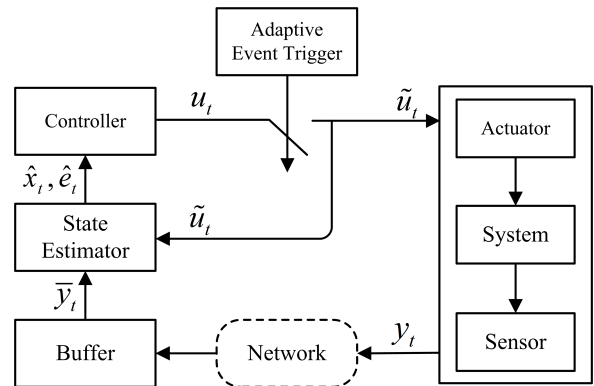 Adaptive
Event Trigger
Controller
u_t
ũ_t
Actuator
x̂_t, ê_t
State
Estimator
ũ_t
System
ȳ_t
Buffer
Network
y_t
Sensor